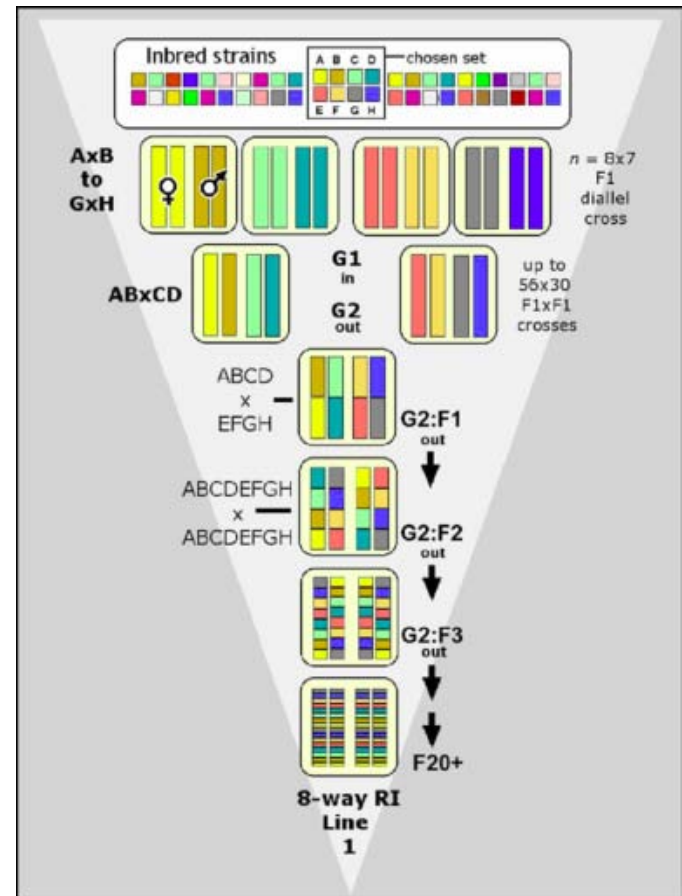 Inbred strains
A B C D
chosen set
E F G H
AxB
to
GxH
n = 8x7
F1
diallel
cross
ABxCD
G1
in
G2
out
up to
56x30
F1xF1
crosses
ABCD
x
EFGH
G2:F1
out
ABCDEFGH
x
ABCDEFGH
G2:F2
out
G2:F3
out
F20+
8-way RI
Line
1